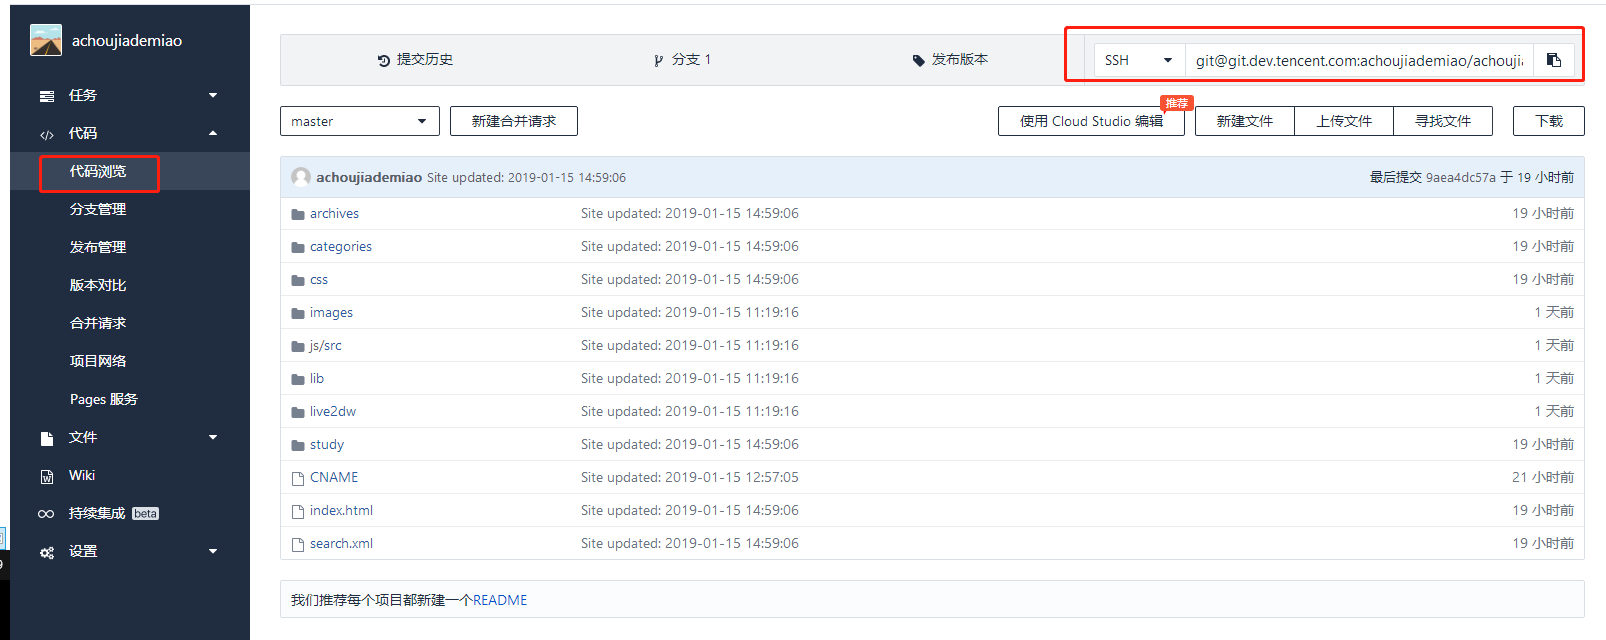 achoujiademiao
任务
代码
代码浏览
分支管理
发布管理
版本对比
合并请求
项目网络
Pages 服务
文件
Wiki
持续集成 beta
设置
提交历史
分支 1
发布版本
SSH
git@git.dev.tencent.com:achoujiademiao/achouji
master
新建合并请求
使用 Cloud Studio 编辑
推荐
新建文件
上传文件
寻找文件
下载
achoujiademiao Site updated: 2019-01-15 14:59:06 最后提交 9aea4dc57a 于 19 小时前
archives Site updated: 2019-01-15 14:59:06 19 小时前
categories Site updated: 2019-01-15 14:59:06 19 小时前
css Site updated: 2019-01-15 14:59:06 19 小时前
images Site updated: 2019-01-15 11:19:16 1 天前
js/src Site updated: 2019-01-15 11:19:16 1 天前
lib Site updated: 2019-01-15 11:19:16 1 天前
live2dw Site updated: 2019-01-15 11:19:16 1 天前
study Site updated: 2019-01-15 14:59:06 19 小时前
CNAME Site updated: 2019-01-15 12:57:05 21 小时前
index.html Site updated: 2019-01-15 14:59:06 19 小时前
search.xml Site updated: 2019-01-15 14:59:06 19 小时前
我们推荐每个项目都新建一个README